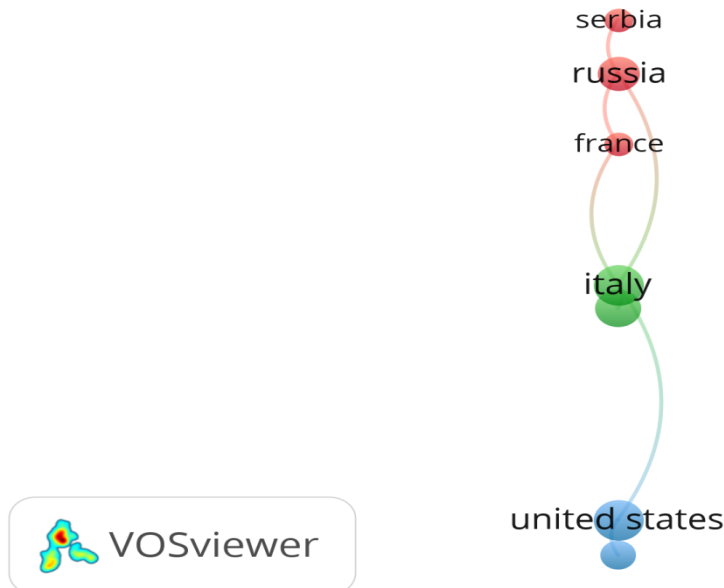 serbia
russia
france
italy
united states
VOSviewer